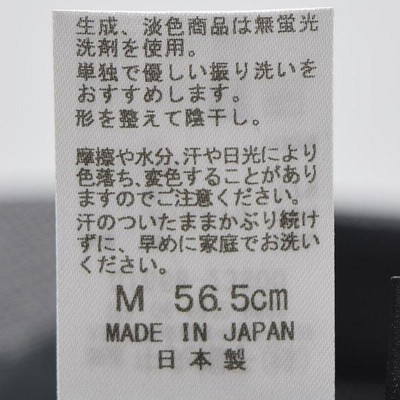 生成、淡色商品は無蛍光
洗剤を使用。
単独で優しい振り洗いを
おすすめします。
形を整えて陰干し。
摩擦や水分、汗や日光により
色落ち、変色することがあり
ますのでご注意ください。
汗のついたままかぶり続け
ずに、早めに家庭でお洗い
ください。
M 56.5cm
MADE IN JAPAN
日本製